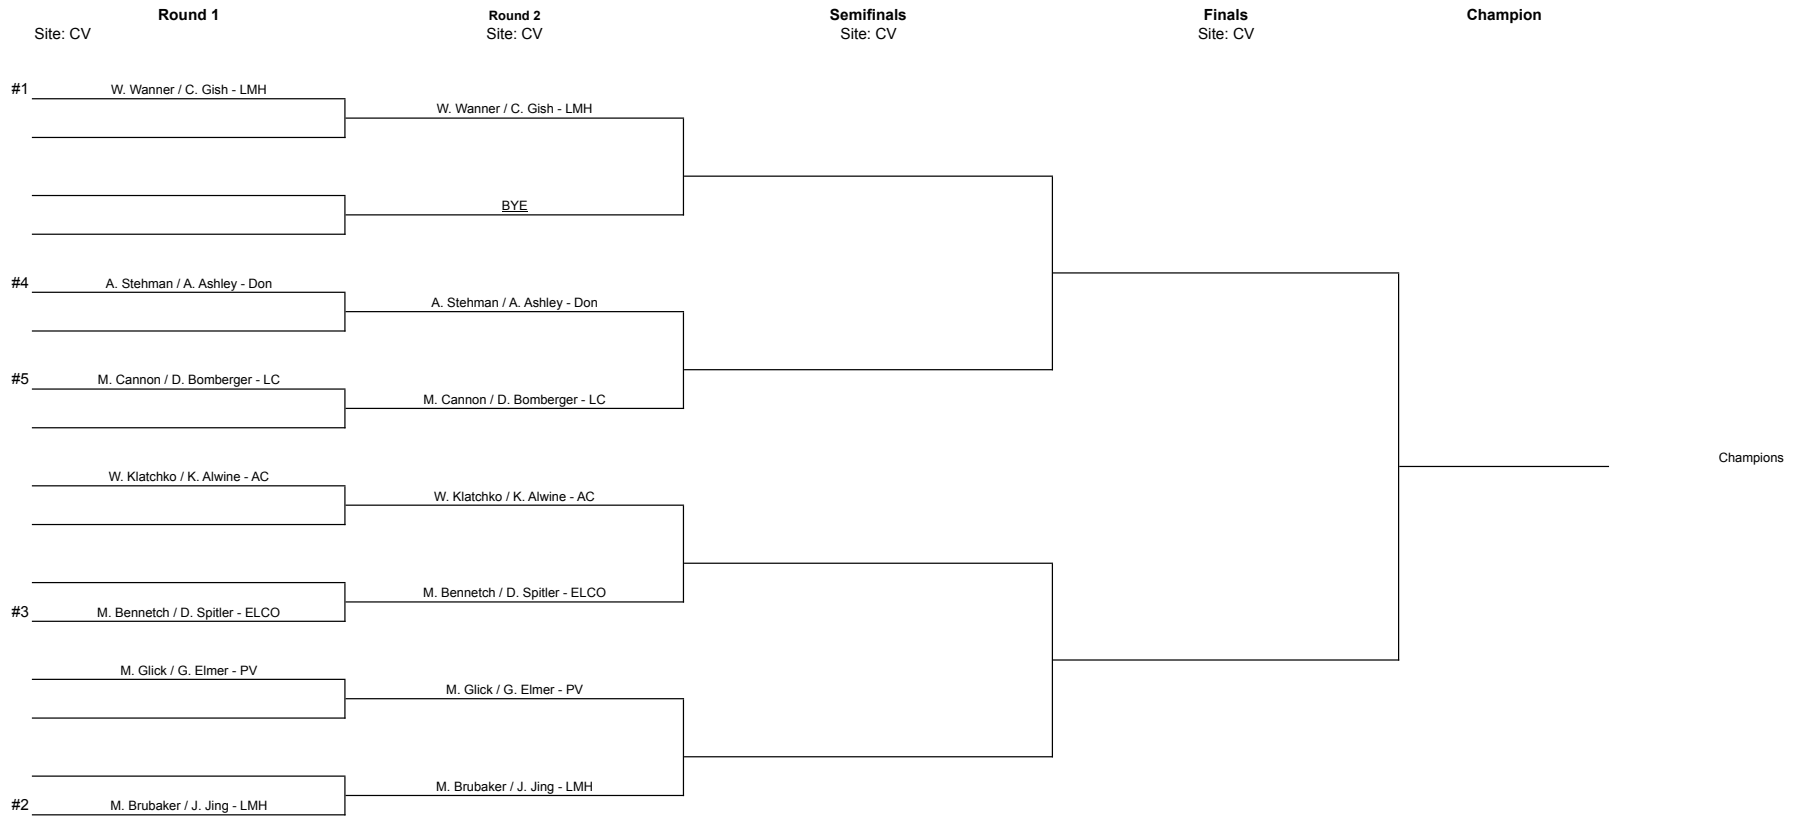 Round 1
Round 2
Semifinals
Finals
Champion
Site: CV
Site: CV
Site: CV
Site: CV
#1
W. Wanner / C. Gish - LMH
W. Wanner / C. Gish - LMH
BYE
#4
A. Stehman / A. Ashley - Don
A. Stehman / A. Ashley - Don
#5
M. Cannon / D. Bomberger - LC
M. Cannon / D. Bomberger - LC
Champions
W. Klatchko / K. Alwine - AC
W. Klatchko / K. Alwine - AC
M. Bennetch / D. Spitler - ELCO
#3
M. Bennetch / D. Spitler - ELCO
M. Glick / G. Elmer - PV
M. Glick / G. Elmer - PV
M. Brubaker / J. Jing - LMH
#2
M. Brubaker / J. Jing - LMH